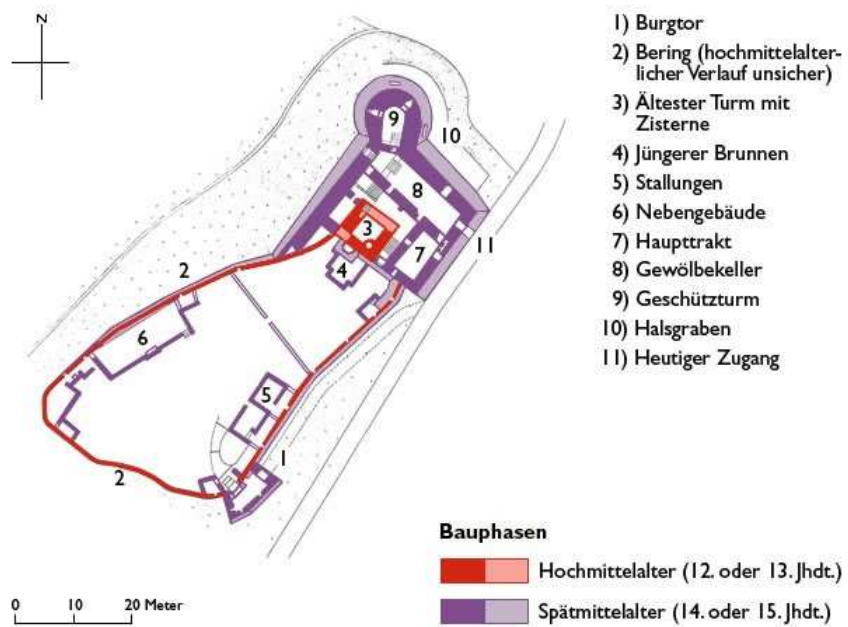 N
1) Burgtor
2) Bering (hochmittelalter-
licher Verlauf unsicher)
3) Ältester Turm mit
Zisterne
4) Jüngerer Brunnen
5) Stallungen
6) Nebengebäude
7) Haupttrakt
8) Gewölbekeller
9) Geschützturm
10) Halsgraben
11) Heutiger Zugang
9
10
8
3
7
11
4
2
6
5
1
2
Bauphasen
Hochmittelalter (12. oder 13. Jhdt.)
Spätmittelalter (14. oder 15. Jhdt.)
0 10 20 Meter